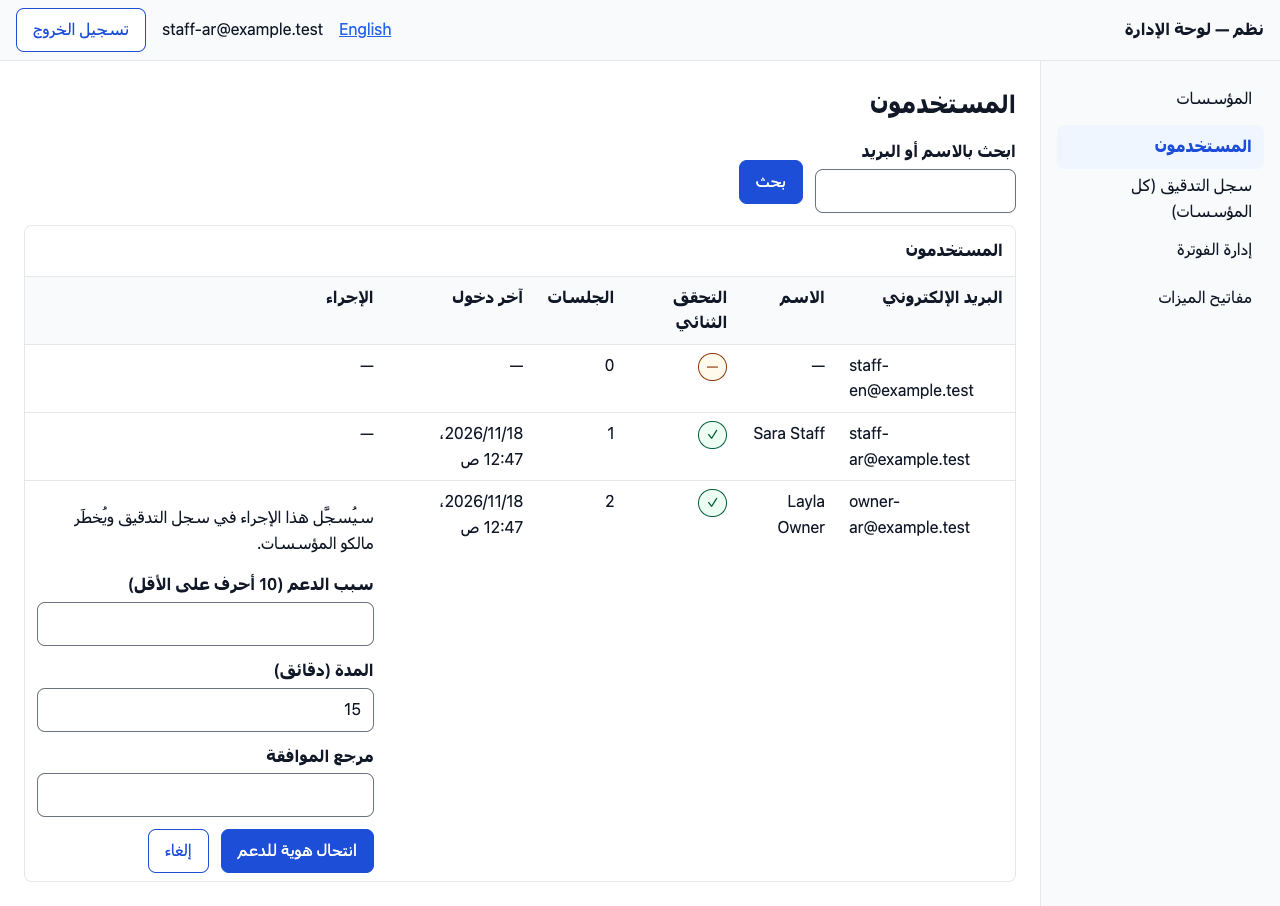 نظم — لوحة الإدارة
English
staff-ar@example.test
تسجيل الخروج
المؤسسات
المستخدمون
سجل التدقيق (كل
المؤسسات)
إدارة الفوترة
مفاتيح الميزات
المستخدمون
ابحث بالاسم أو البريد
بحث
المستخدمون
البريد الإلكتروني الاسم التحقق الثنائي الجلسات آخر دخول الإجراء
staff-
en@example.test
—
—
0
—
—
staff-
ar@example.test
Sara Staff
✓
1
2026/11/18،
12:47 ص
—
owner-
ar@example.test
Layla
Owner
✓
2
2026/11/18،
12:47 ص
سيُسجَّل هذا الإجراء في سجل التدقيق ويُخطَر
مالكو المؤسسات.
سبب الدعم (10 أحرف على الأقل)
المدة (دقائق)
15
مرجع الموافقة
انتحال هوية للدعم
إلغاء